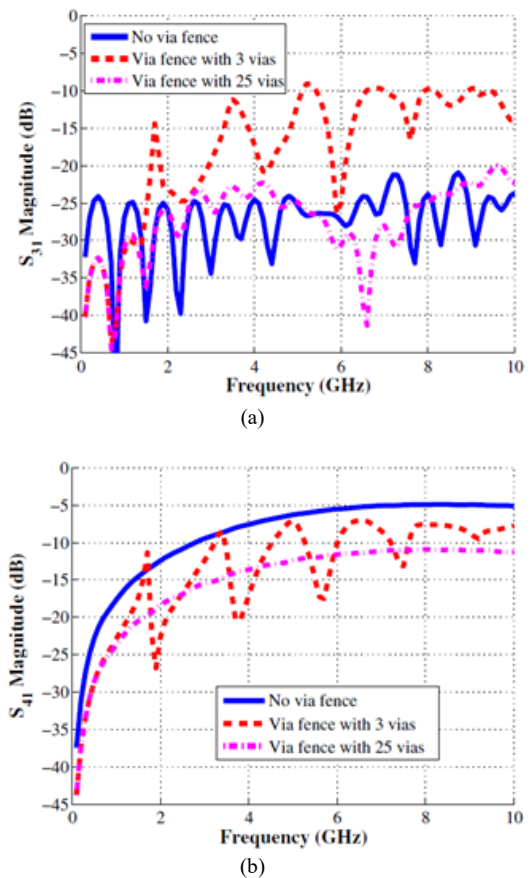 −5
−10
−15
−20
−25
−30
−35
−40
−45
S_31 Magnitude (dB)
No via fence
Via fence with 3 vias
Via fence with 25 vias
0 2 4 6 8 10
Frequency (GHz)
(a)
0
−5
−10
−15
−20
−25
−30
−35
−40
−45
S_41 Magnitude (dB)
No via fence
Via fence with 3 vias
Via fence with 25 vias
0 2 4 6 8 10
Frequency (GHz)
(b)